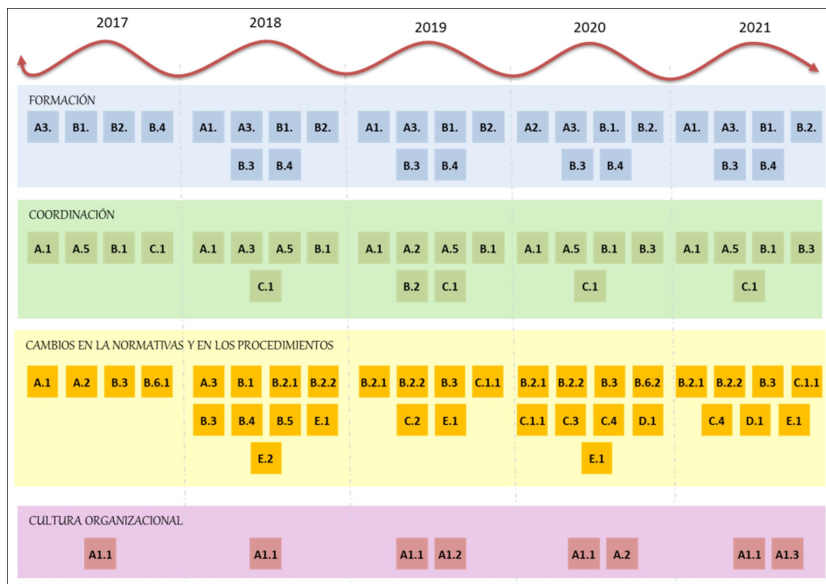 2017 2018 2019 2020 2021
FORMACIÓN
A3. B1. B2. B.4 A1. A3. B1. B2. A1. A3. B1. B2. A2. A3. B.1. B.2. A1. A3. B1. B.2.
B.3 B.4 B.3 B.4 B.3 B.4 B.3 B.4
COORDINACIÓN
A.1 A.5 B.1 C.1 A.1 A.3 A.5 B.1 A.1 A.2 A.5 B.1 A.1 A.5 B.1 B.3 A.1 A.5 B.1 B.3
C.1 B.2 C.1 C.1 C.1
CAMBIOS EN LA NORMATIVAS Y EN LOS PROCEDIMIENTOS
A.1 A.2 B.3 B.6.1 A.3 B.1 B.2.1 B.2.2 B.2.1 B.2.2 B.3 C.1.1 B.2.1 B.2.2 B.3 B.6.2 B.2.1 B.2.2 B.3 C.1.1
B.3 B.4 B.5 E.1 C.2 E.1 C.1.1 C.3 C.4 D.1 C.4 D.1 E.1
E.2 E.1
CULTURA ORGANIZACIONAL
A1.1 A1.1 A1.1 A1.2 A1.1 A.2 A1.1 A1.3